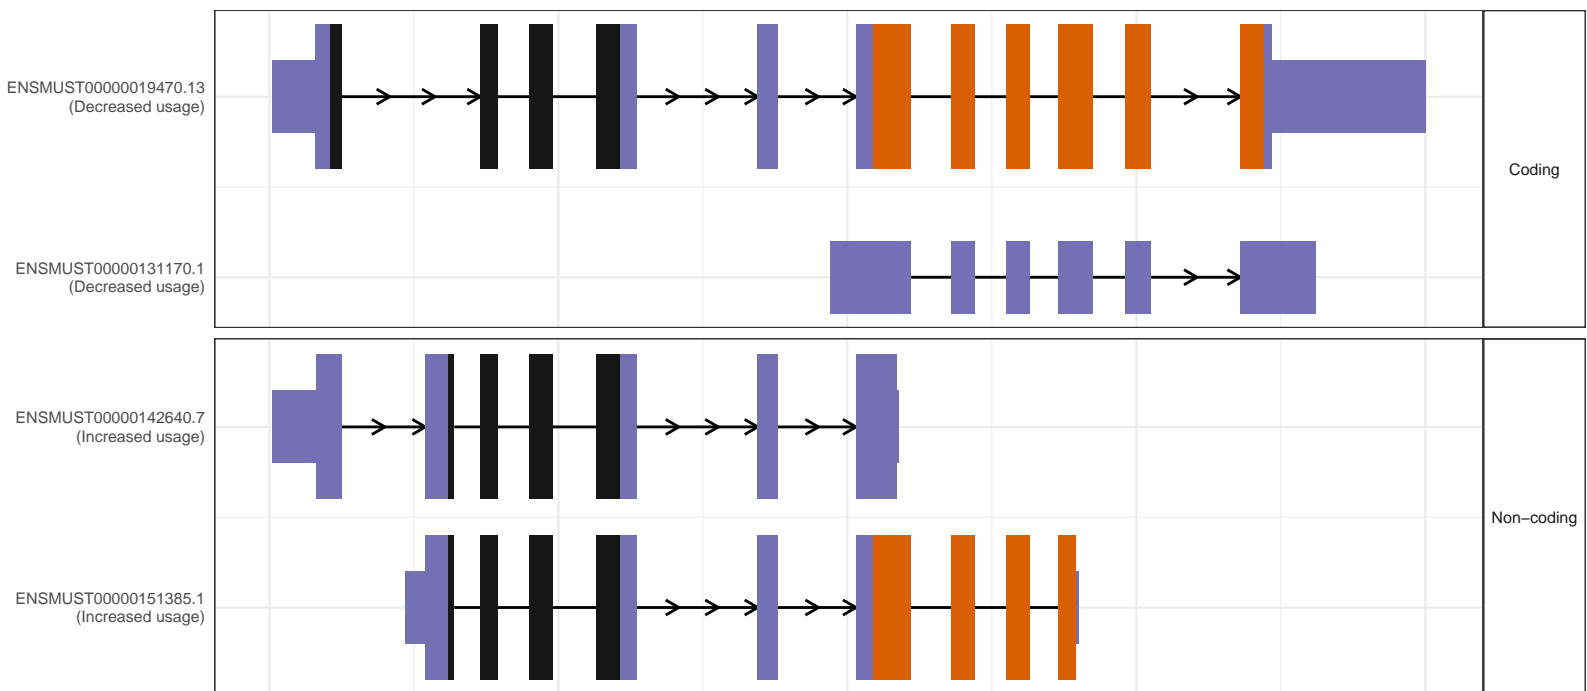 ENSMUST00000019470.13
(Decreased usage)
ENSMUST00000131170.1
(Decreased usage)
Coding
ENSMUST00000142640.7
(Increased usage)
ENSMUST00000151385.1
(Increased usage)
Non−coding